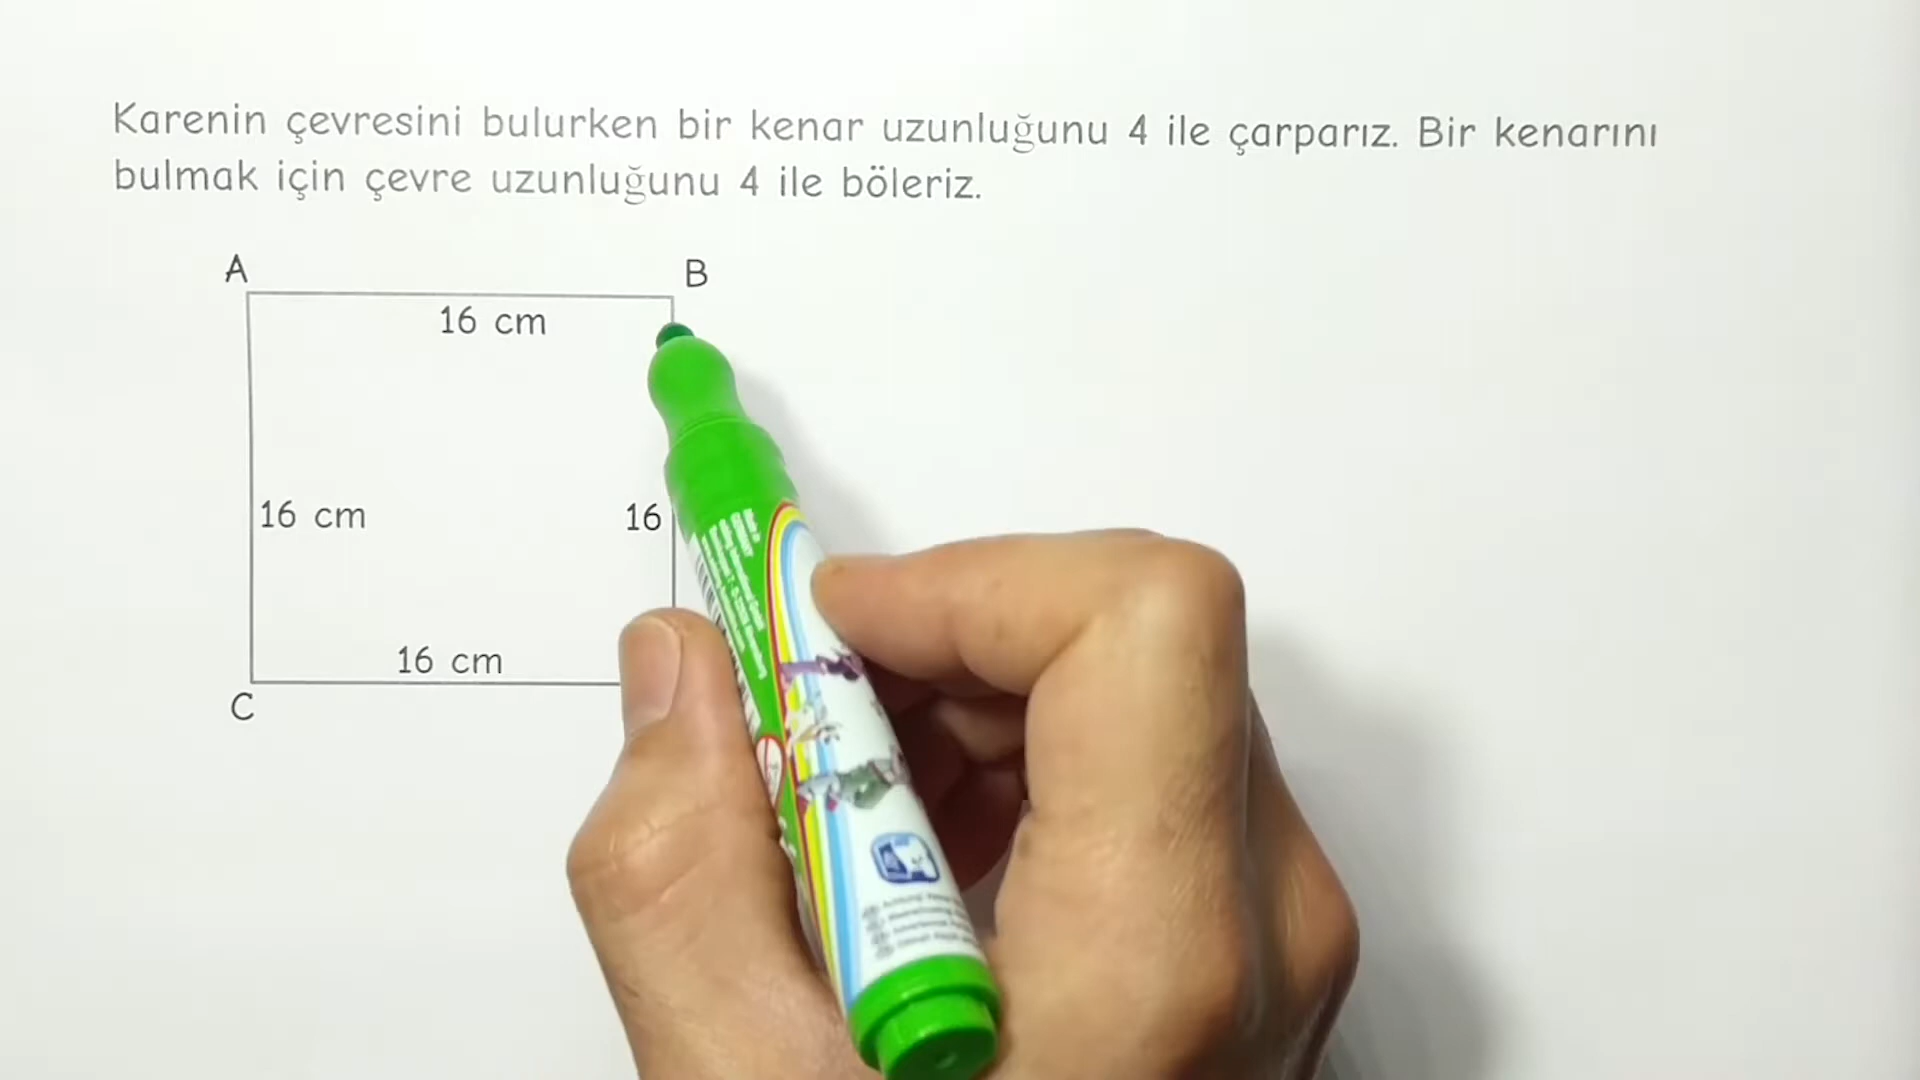 Karenin çevresini bulurken bir kenar uzunluğunu 4 ile çarparız. Bir kenarını
bulmak için çevre uzunluğunu 4 ile böleriz.
A
B
16 cm
16 cm
16
16 cm
C